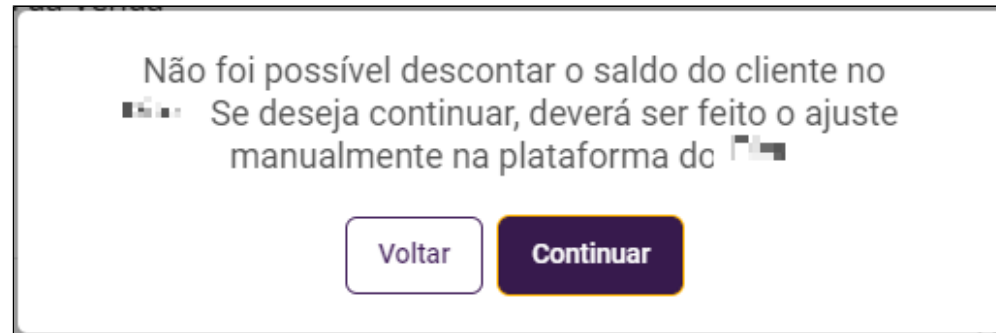 Não foi possível descontar o saldo do cliente no
Se deseja continuar, deverá ser feito o ajuste
manualmente na plataforma do
Voltar
Continuar